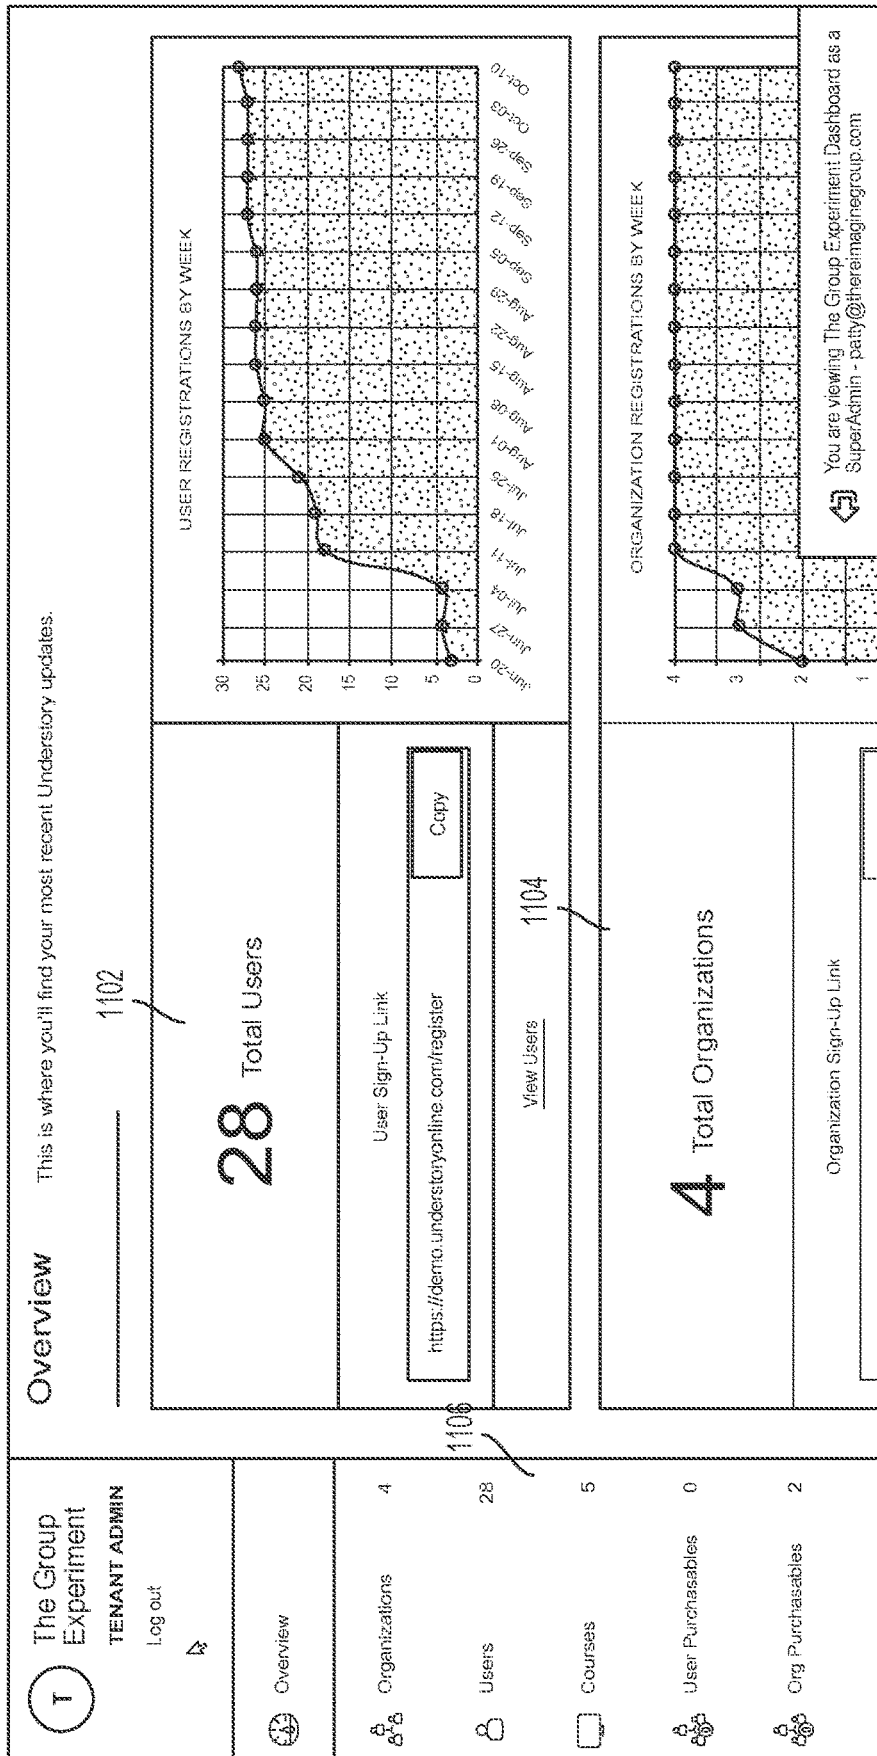 T
The Group
Experiment
TENANT ADMIN
Log out
Overview
Organizations 4
Users 28
Courses 5
User Purchasables 0
Org Purchasables 2
1106
Overview
This is where you'll find your most recent Understory updates.
1102
28 Total Users
User Sign-Up Link
https://demo.understoryonline.com/register
Copy
View Users
USER REGISTRATIONS BY WEEK
30
25
20
15
10
5
0
Jun-20
Jun-27
Jul-04
Jul-11
Jul-18
Jul-25
Aug-01
Aug-08
Aug-15
Aug-22
Aug-29
Sep-05
Sep-12
Sep-19
Sep-26
Oct-03
Oct-10
1104
4 Total Organizations
Organization Sign-Up Link
ORGANIZATION REGISTRATIONS BY WEEK
4
3
2
1
You are viewing The Group Experiment Dashboard as a
SuperAdmin - patty@thereimaginegroup.com